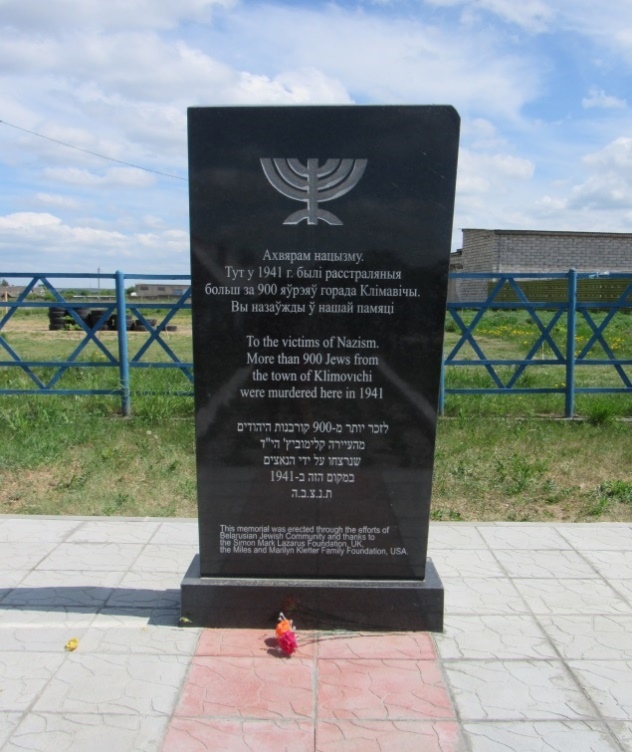 Ахвярам нацызму.
Тут у 1941 г. былі расстраляныя
больш за 900 яўрэяў горада Клімавічы.
Вы назаўжды ў нашай памяці
To the victims of Nazism.
More than 900 Jews from
the town of Klimovichi
were murdered here in 1941
לזכר יותר מ-900 קורבנות היהודים
מהעיירה קלימוביץ' הי"ד
שנרצחו על ידי הנאצים
במקום הזה ב-1941
ת.נ.צ.ב.ה
This memorial was erected through the efforts of
Belarusian Jewish Community and thanks to
the Simon Mark Lazarus Foundation, UK,
the Miles and Marilyn Kletter Family Foundation, USA.